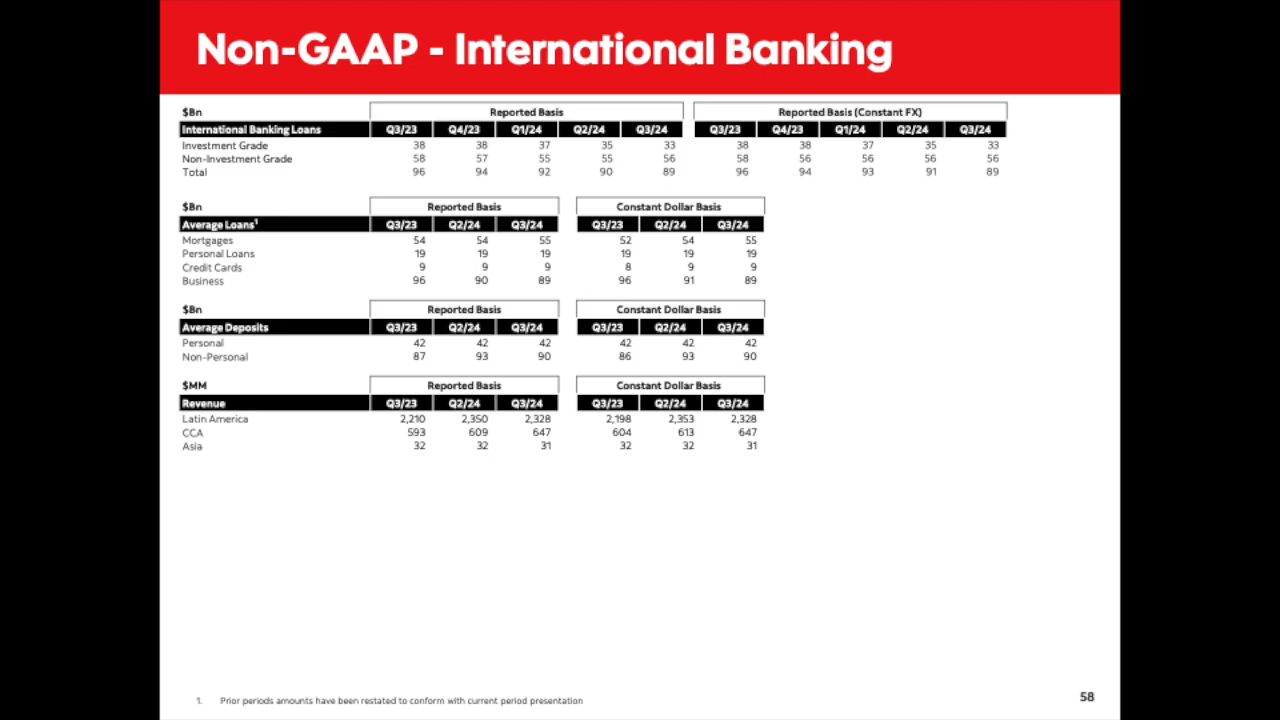 Non-GAAP - International Banking
$Bn Reported Basis Reported Basis (Constant FX)
International Banking Loans Q3/23 Q4/23 Q1/24 Q2/24 Q3/24 Q3/23 Q4/23 Q1/24 Q2/24 Q3/24
Investment Grade 38 38 37 35 33 38 38 37 35 33
Non-Investment Grade 58 57 55 55 56 58 56 56 56 56
Total 96 94 92 90 89 96 94 93 91 89
$Bn Reported Basis Constant Dollar Basis
Average Loans¹ Q3/23 Q2/24 Q3/24 Q3/23 Q2/24 Q3/24
Mortgages 54 54 55 52 54 55
Personal Loans 19 19 19 19 19 19
Credit Cards 9 9 9 8 9 9
Business 96 90 89 96 91 89
$Bn Reported Basis Constant Dollar Basis
Average Deposits Q3/23 Q2/24 Q3/24 Q3/23 Q2/24 Q3/24
Personal 42 42 42 42 42 42
Non-Personal 87 93 90 86 93 90
$MM Reported Basis Constant Dollar Basis
Revenue Q3/23 Q2/24 Q3/24 Q3/23 Q2/24 Q3/24
Latin America 2,210 2,350 2,328 2,198 2,353 2,328
CCA 593 609 647 604 613 647
Asia 32 32 31 32 32 31
1. Prior periods amounts have been restated to conform with current period presentation
58